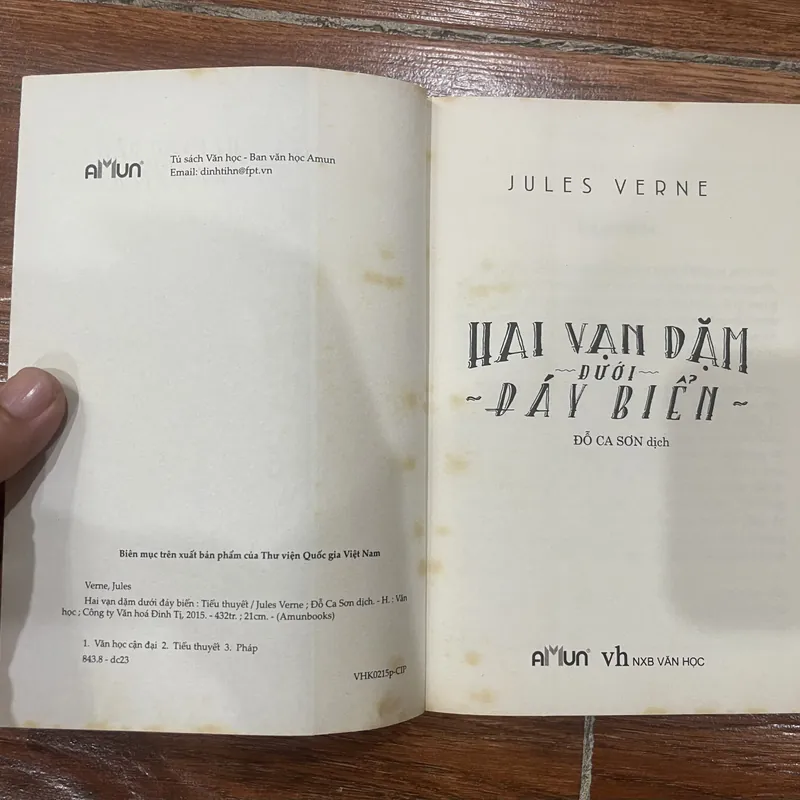 AMUN®
Tủ sách Văn học - Ban văn học Amun
Email: dinhtihn@fpt.vn
Biên mục trên xuất bản phẩm của Thư viện Quốc gia Việt Nam
Verne, Jules
Hai vạn dặm dưới đáy biển : Tiểu thuyết / Jules Verne ; Đỗ Ca Sơn dịch. - H. : Văn
học ; Công ty Văn hoá Đinh Tị, 2015. - 432tr. ; 21cm. - (Amunbooks)
1. Văn học cận đại 2. Tiểu thuyết 3. Pháp
843.8 - dc23
VHK0215p-CIP
JULES VERNE
HAI VẠN DẶM
DƯỚI
ĐÁY BIỂN
ĐỖ CA SƠN dịch
AMUN® vh NXB VĂN HỌC